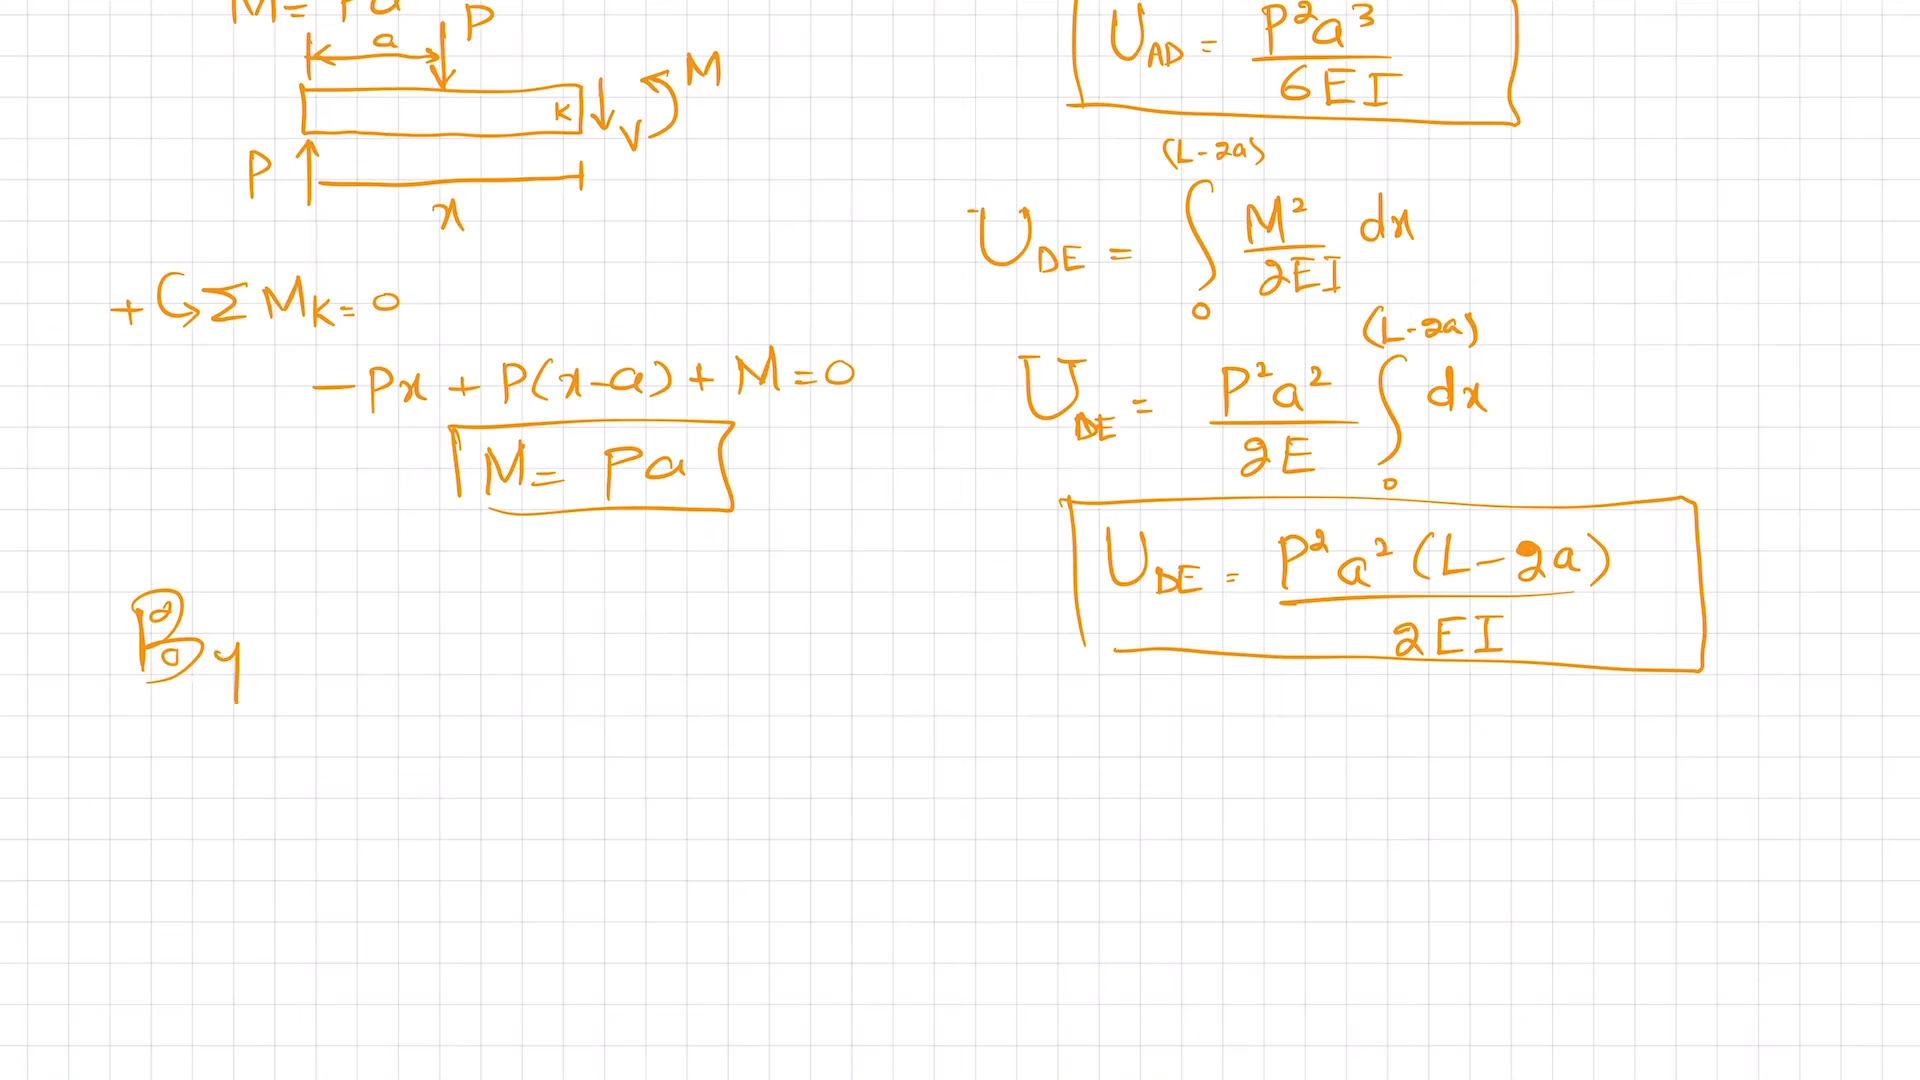 M = Pa
P
a
M
K
V
P
x
+ ↺ Σ M_K = 0
- Px + P(x-a) + M = 0
M = Pa
By
U_AD = P²a³ / 6EI
(L-2a)
U_DE = ∫ M² / 2EI dx
0
(L-2a)
U_DE = P²a² / 2E ∫ dx
0
U_DE = P²a²(L-2a) / 2EI